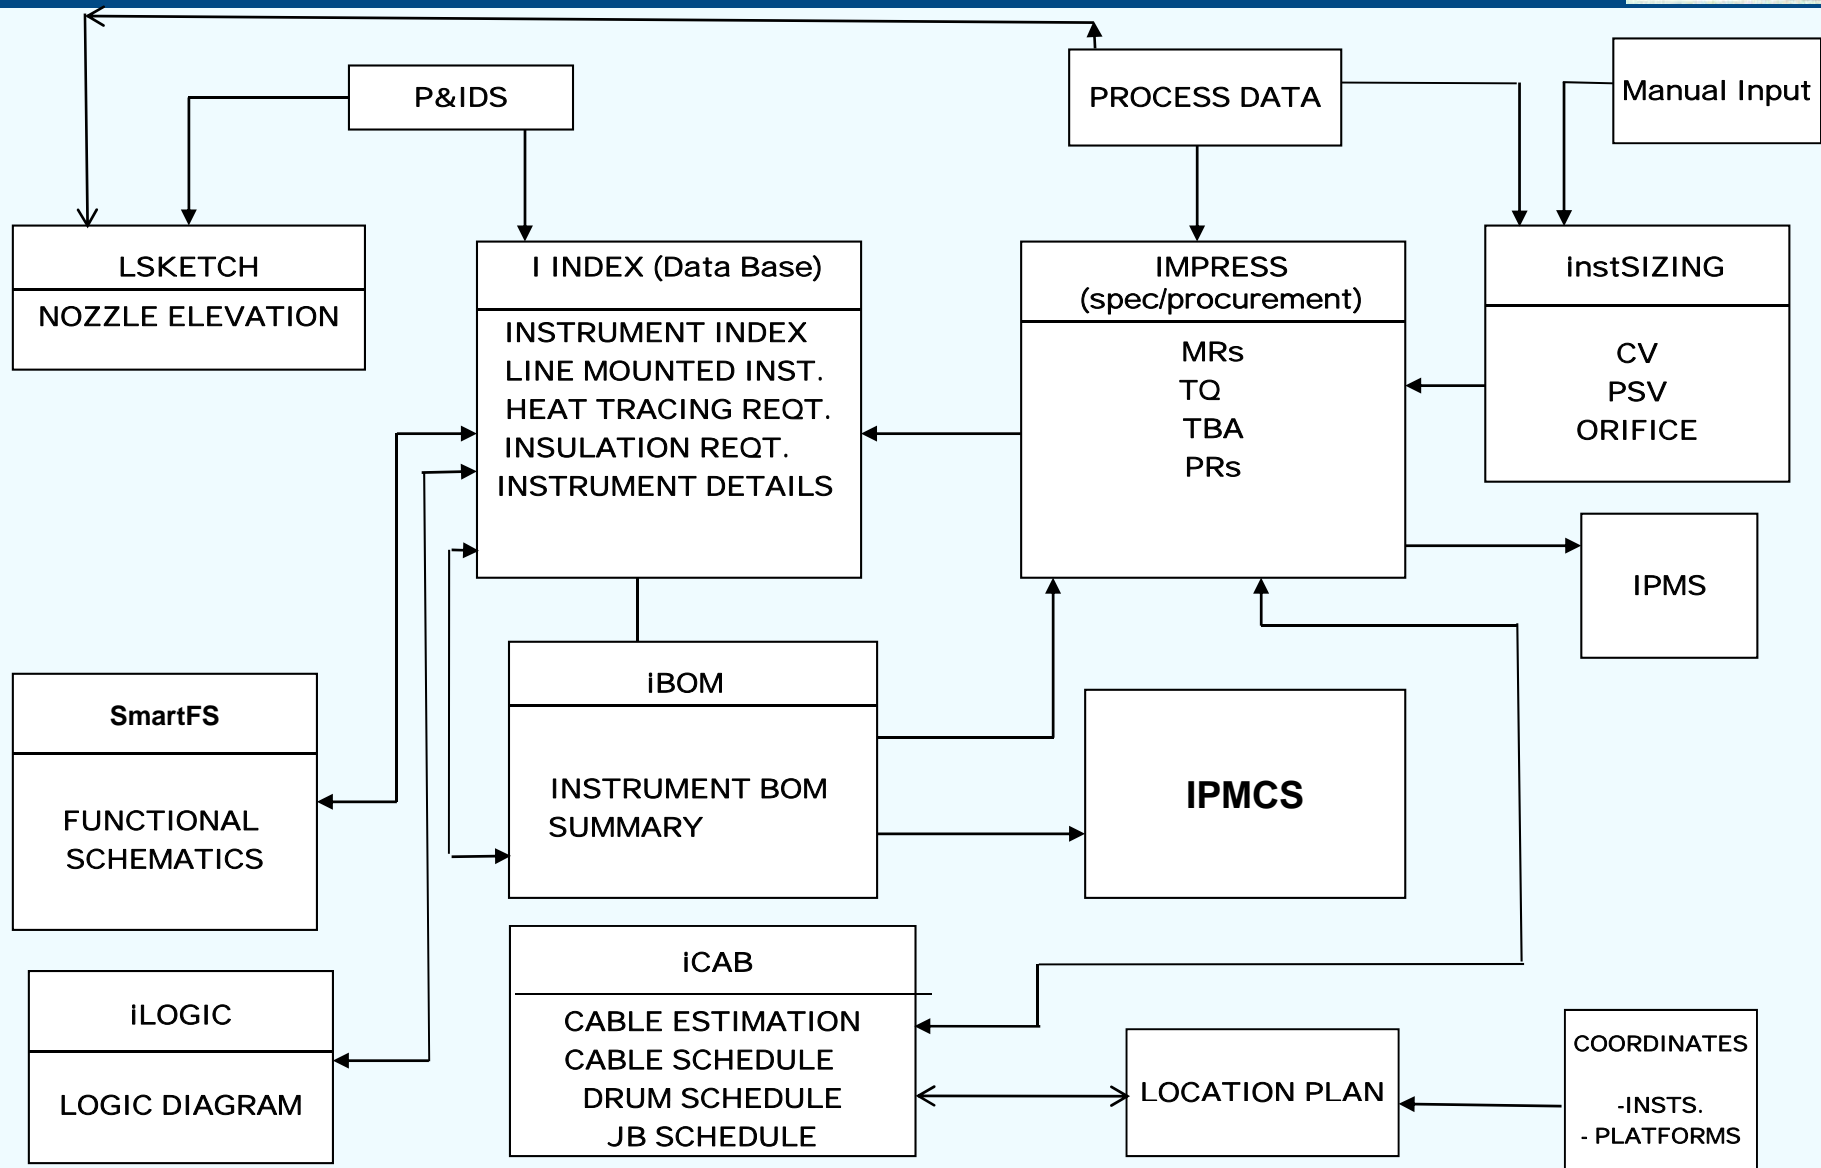 P&IDS
PROCESS DATA
Manual Input
LSKETCH
NOZZLE ELEVATION
I INDEX (Data Base)
INSTRUMENT INDEX
LINE MOUNTED INST.
HEAT TRACING REQT.
INSULATION REQT.
INSTRUMENT DETAILS
IMPRESS
(spec/procurement)
MRs
TQ
TBA
PRs
instSIZING
CV
PSV
ORIFICE
IPMS
SmartFS
FUNCTIONAL
SCHEMATICS
iBOM
INSTRUMENT BOM
SUMMARY
IPMCS
iLOGIC
LOGIC DIAGRAM
iCAB
CABLE ESTIMATION
CABLE SCHEDULE
DRUM SCHEDULE
JB SCHEDULE
LOCATION PLAN
COORDINATES
-INSTS.
- PLATFORMS